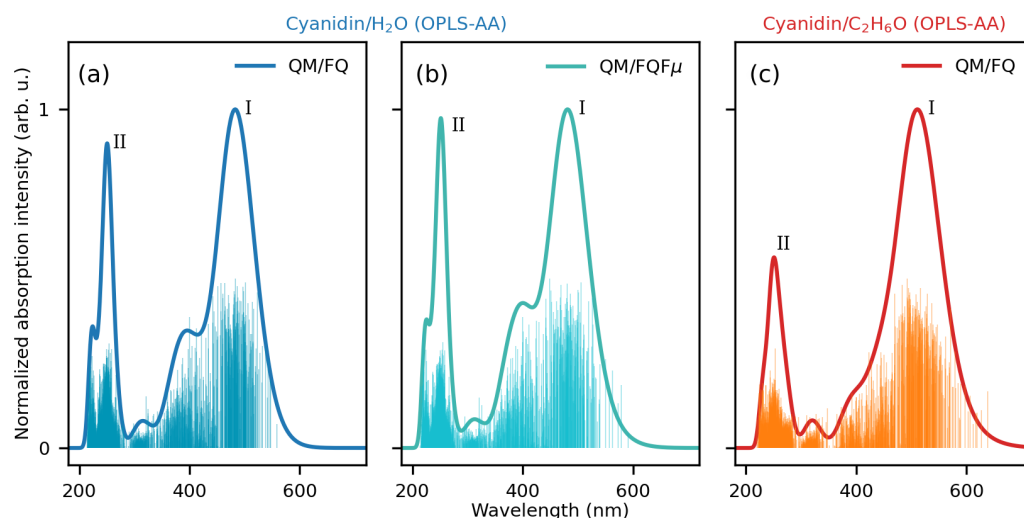 Cyanidin/H₂O (OPLS-AA)
Cyanidin/C₂H₆O (OPLS-AA)
Normalized absorption intensity (arb. u.)
1
0
(a)
QM/FQ
I
II
200 400 600
(b)
QM/FQFμ
I
II
200 400 600
Wavelength (nm)
(c)
QM/FQ
I
II
200 400 600